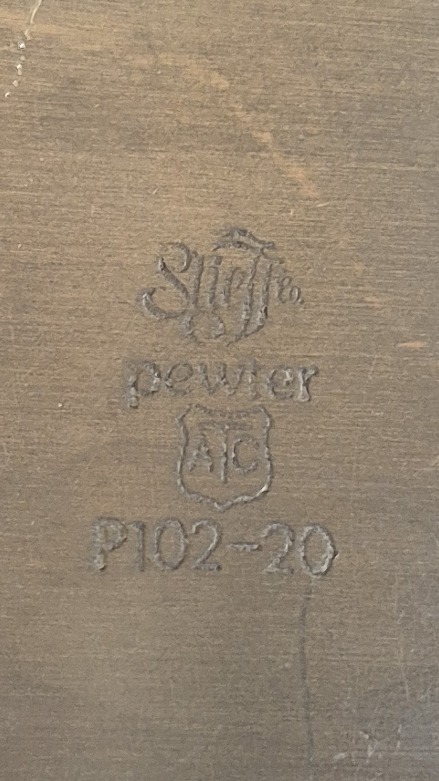 Stieff Co.
pewter
ATC
P102-20